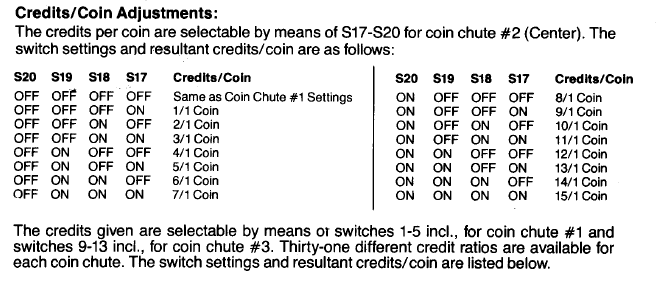 Credits/Coin Adjustments:
The credits per coin are selectable by means of S17-S20 for coin chute #2 (Center). The
switch settings and resultant credits/coin are as follows:
S20 S19 S18 S17 Credits/Coin
OFF OFF OFF OFF Same as Coin Chute #1 Settings
OFF OFF OFF ON 1/1 Coin
OFF OFF ON OFF 2/1 Coin
OFF OFF ON ON 3/1 Coin
OFF ON OFF OFF 4/1 Coin
OFF ON OFF ON 5/1 Coin
OFF ON ON OFF 6/1 Coin
OFF ON ON ON 7/1 Coin
S20 S19 S18 S17 Credits/Coin
ON OFF OFF OFF 8/1 Coin
ON OFF OFF ON 9/1 Coin
ON OFF ON OFF 10/1 Coin
ON OFF ON ON 11/1 Coin
ON ON OFF OFF 12/1 Coin
ON ON OFF ON 13/1 Coin
ON ON ON OFF 14/1 Coin
ON ON ON ON 15/1 Coin
The credits given are selectable by means or switches 1-5 incl., for coin chute #1 and
switches 9-13 incl., for coin chute #3. Thirty-one different credit ratios are available for
each coin chute. The switch settings and resultant credits/coin are listed below.